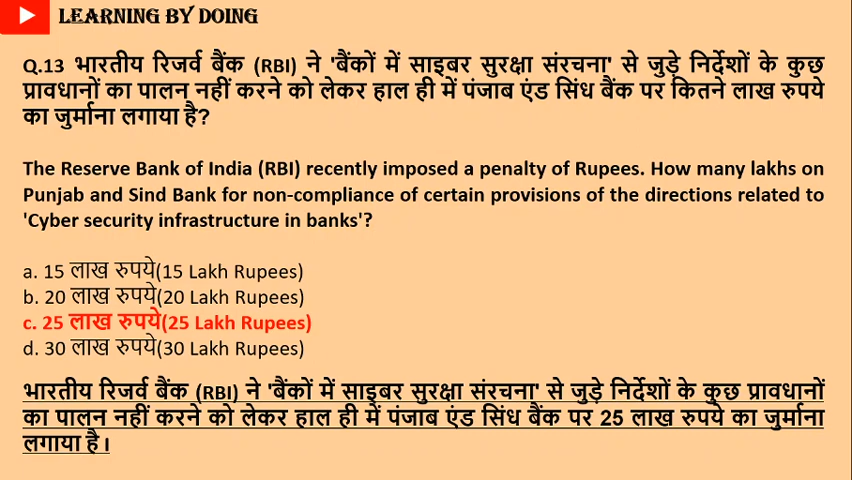 LEARNING BY DOING
Q.13 भारतीय रिजर्व बैंक (RBI) ने 'बैंकों में साइबर सुरक्षा संरचना' से जुड़े निर्देशों के कुछ
प्रावधानों का पालन नहीं करने को लेकर हाल ही में पंजाब एंड सिंध बैंक पर कितने लाख रुपये
का जुर्माना लगाया है?
The Reserve Bank of India (RBI) recently imposed a penalty of Rupees. How many lakhs on
Punjab and Sind Bank for non-compliance of certain provisions of the directions related to
'Cyber security infrastructure in banks'?
a. 15 लाख रुपये(15 Lakh Rupees)
b. 20 लाख रुपये(20 Lakh Rupees)
c. 25 लाख रुपये(25 Lakh Rupees)
d. 30 लाख रुपये(30 Lakh Rupees)
भारतीय रिजर्व बैंक (RBI) ने 'बैंकों में साइबर सुरक्षा संरचना' से जुड़े निर्देशों के कुछ प्रावधानों
का पालन नहीं करने को लेकर हाल ही में पंजाब एंड सिंध बैंक पर 25 लाख रुपये का जुर्माना
लगाया है।